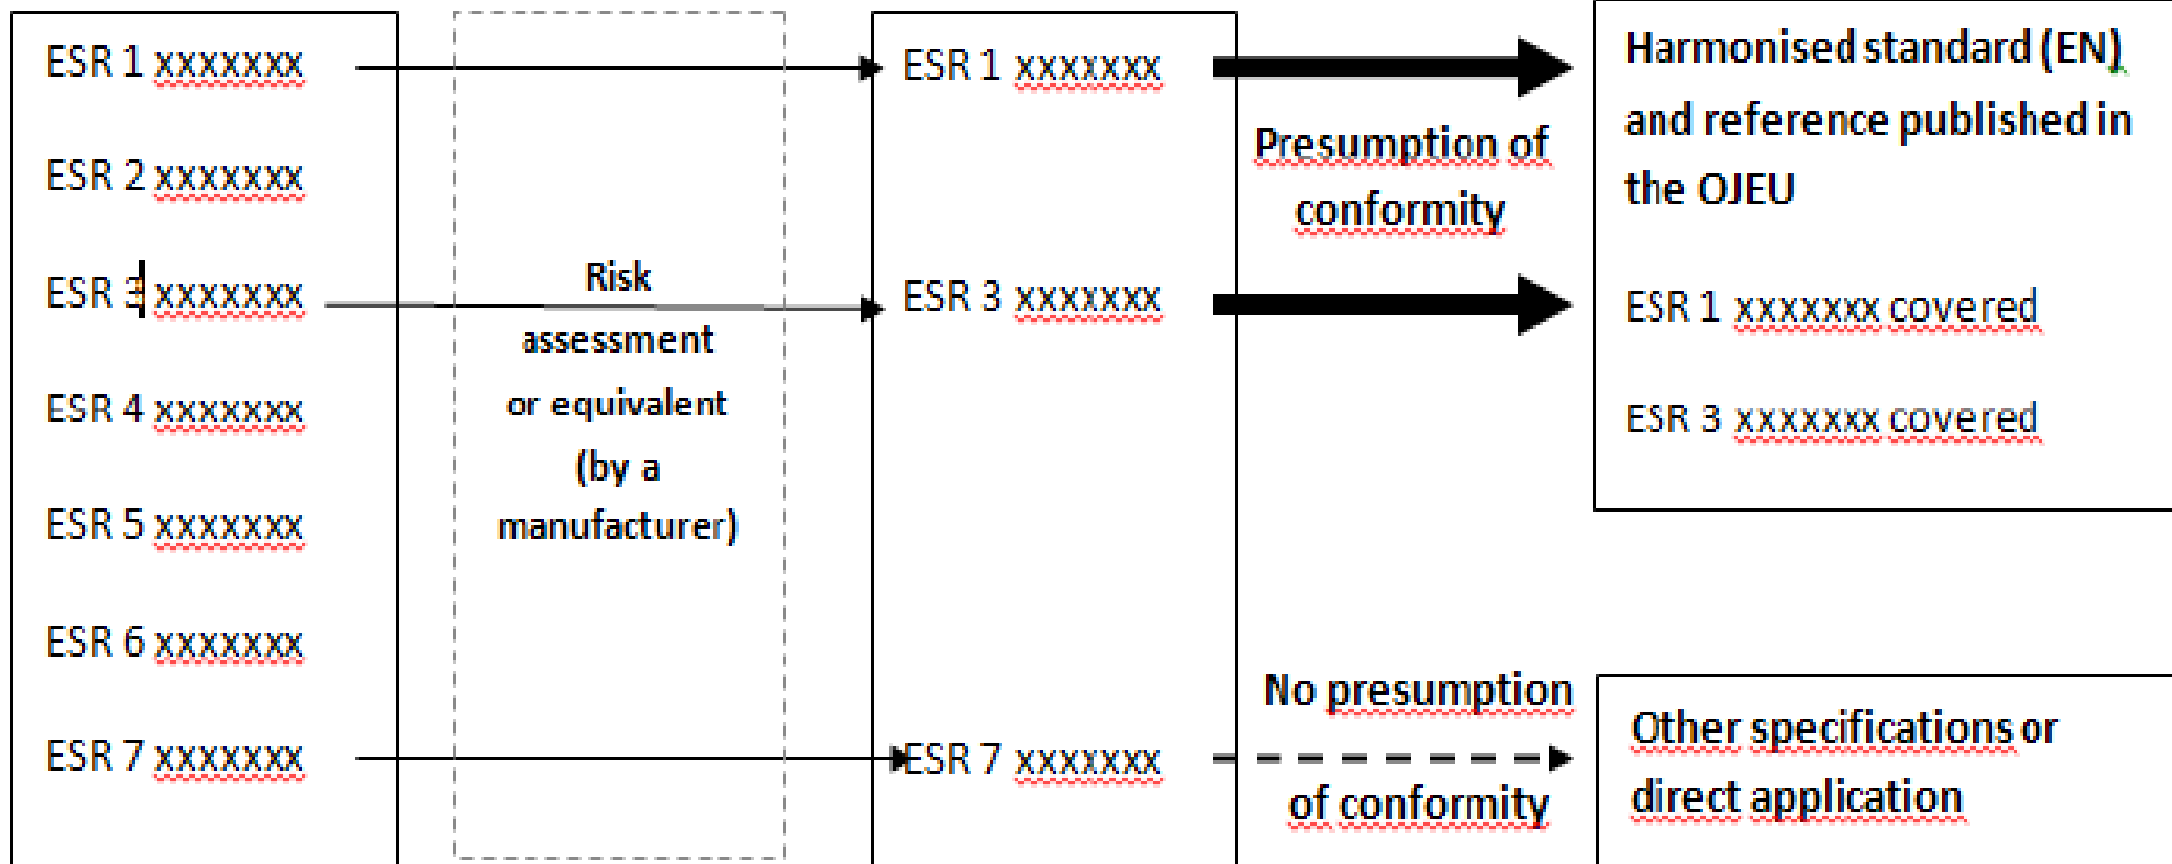 ESR 1 xxxxxxx
ESR 2 xxxxxxx
ESR 3 xxxxxxx
ESR 4 xxxxxxx
ESR 5 xxxxxxx
ESR 6 xxxxxxx
ESR 7 xxxxxxx
Risk
assessment
or equivalent
(by a
manufacturer)
ESR 1 xxxxxxx
ESR 3 xxxxxxx
ESR 7 xxxxxxx
Presumption of
conformity
No presumption
of conformity
Harmonised standard (EN)
and reference published in
the OJEU
ESR 1 xxxxxxx covered
ESR 3 xxxxxxx covered
Other specifications or
direct application